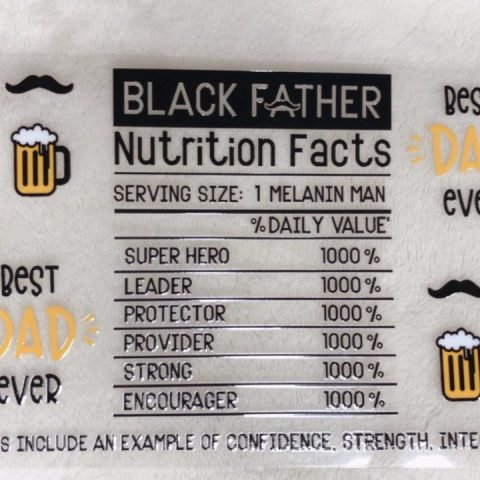 BLACK FATHER
Nutrition Facts
SERVING SIZE: 1 MELANIN MAN
%DAILY VALUE*
SUPER HERO 1000%
LEADER 1000%
PROTECTOR 1000%
PROVIDER 1000%
STRONG 1000%
ENCOURAGER 1000%
INCLUDE AN EXAMPLE OF CONFIDENCE, STRENGTH,
BEST
DAD
EVER
BES
DA
EVE